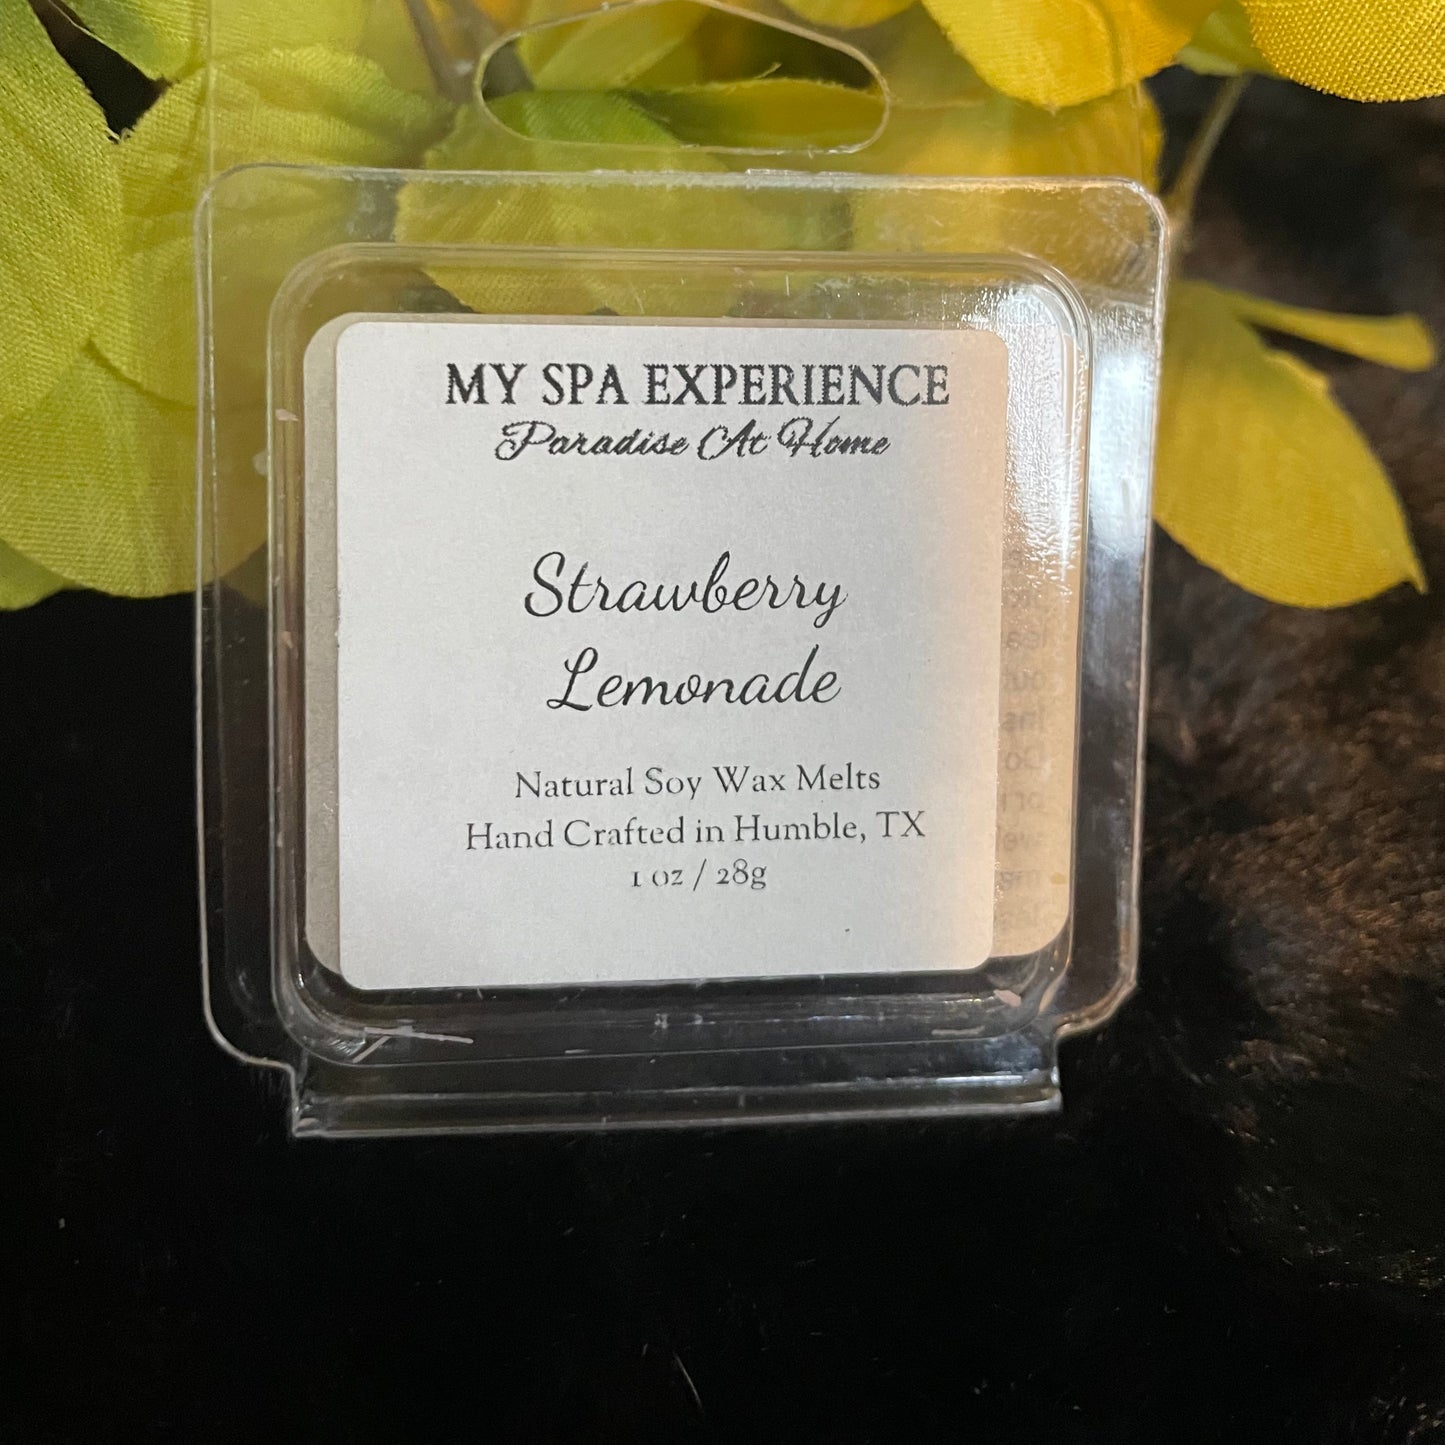 MY SPA EXPERIENCE
Paradise At Home
Strawberry
Lemonade
Natural Soy Wax Melts
Hand Crafted in Humble, TX
1 oz / 28g